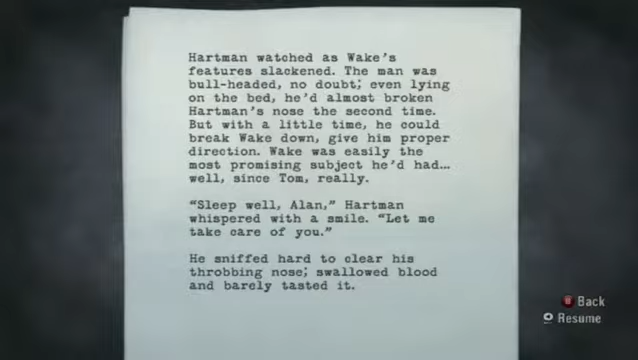 Hartman watched as Wake's
features slackened. The man was
bull-headed, no doubt; even lying
on the bed, he'd almost broken
Hartman's nose the second time.
But with a little time, he could
break Wake down, give him proper
direction. Wake was easily the
most promising subject he'd had…
well, since Tom, really.
“Sleep well, Alan,” Hartman
whispered with a smile. “Let me
take care of you.”
He sniffed hard to clear his
throbbing nose; swallowed blood
and barely tasted it.
Back
Resume